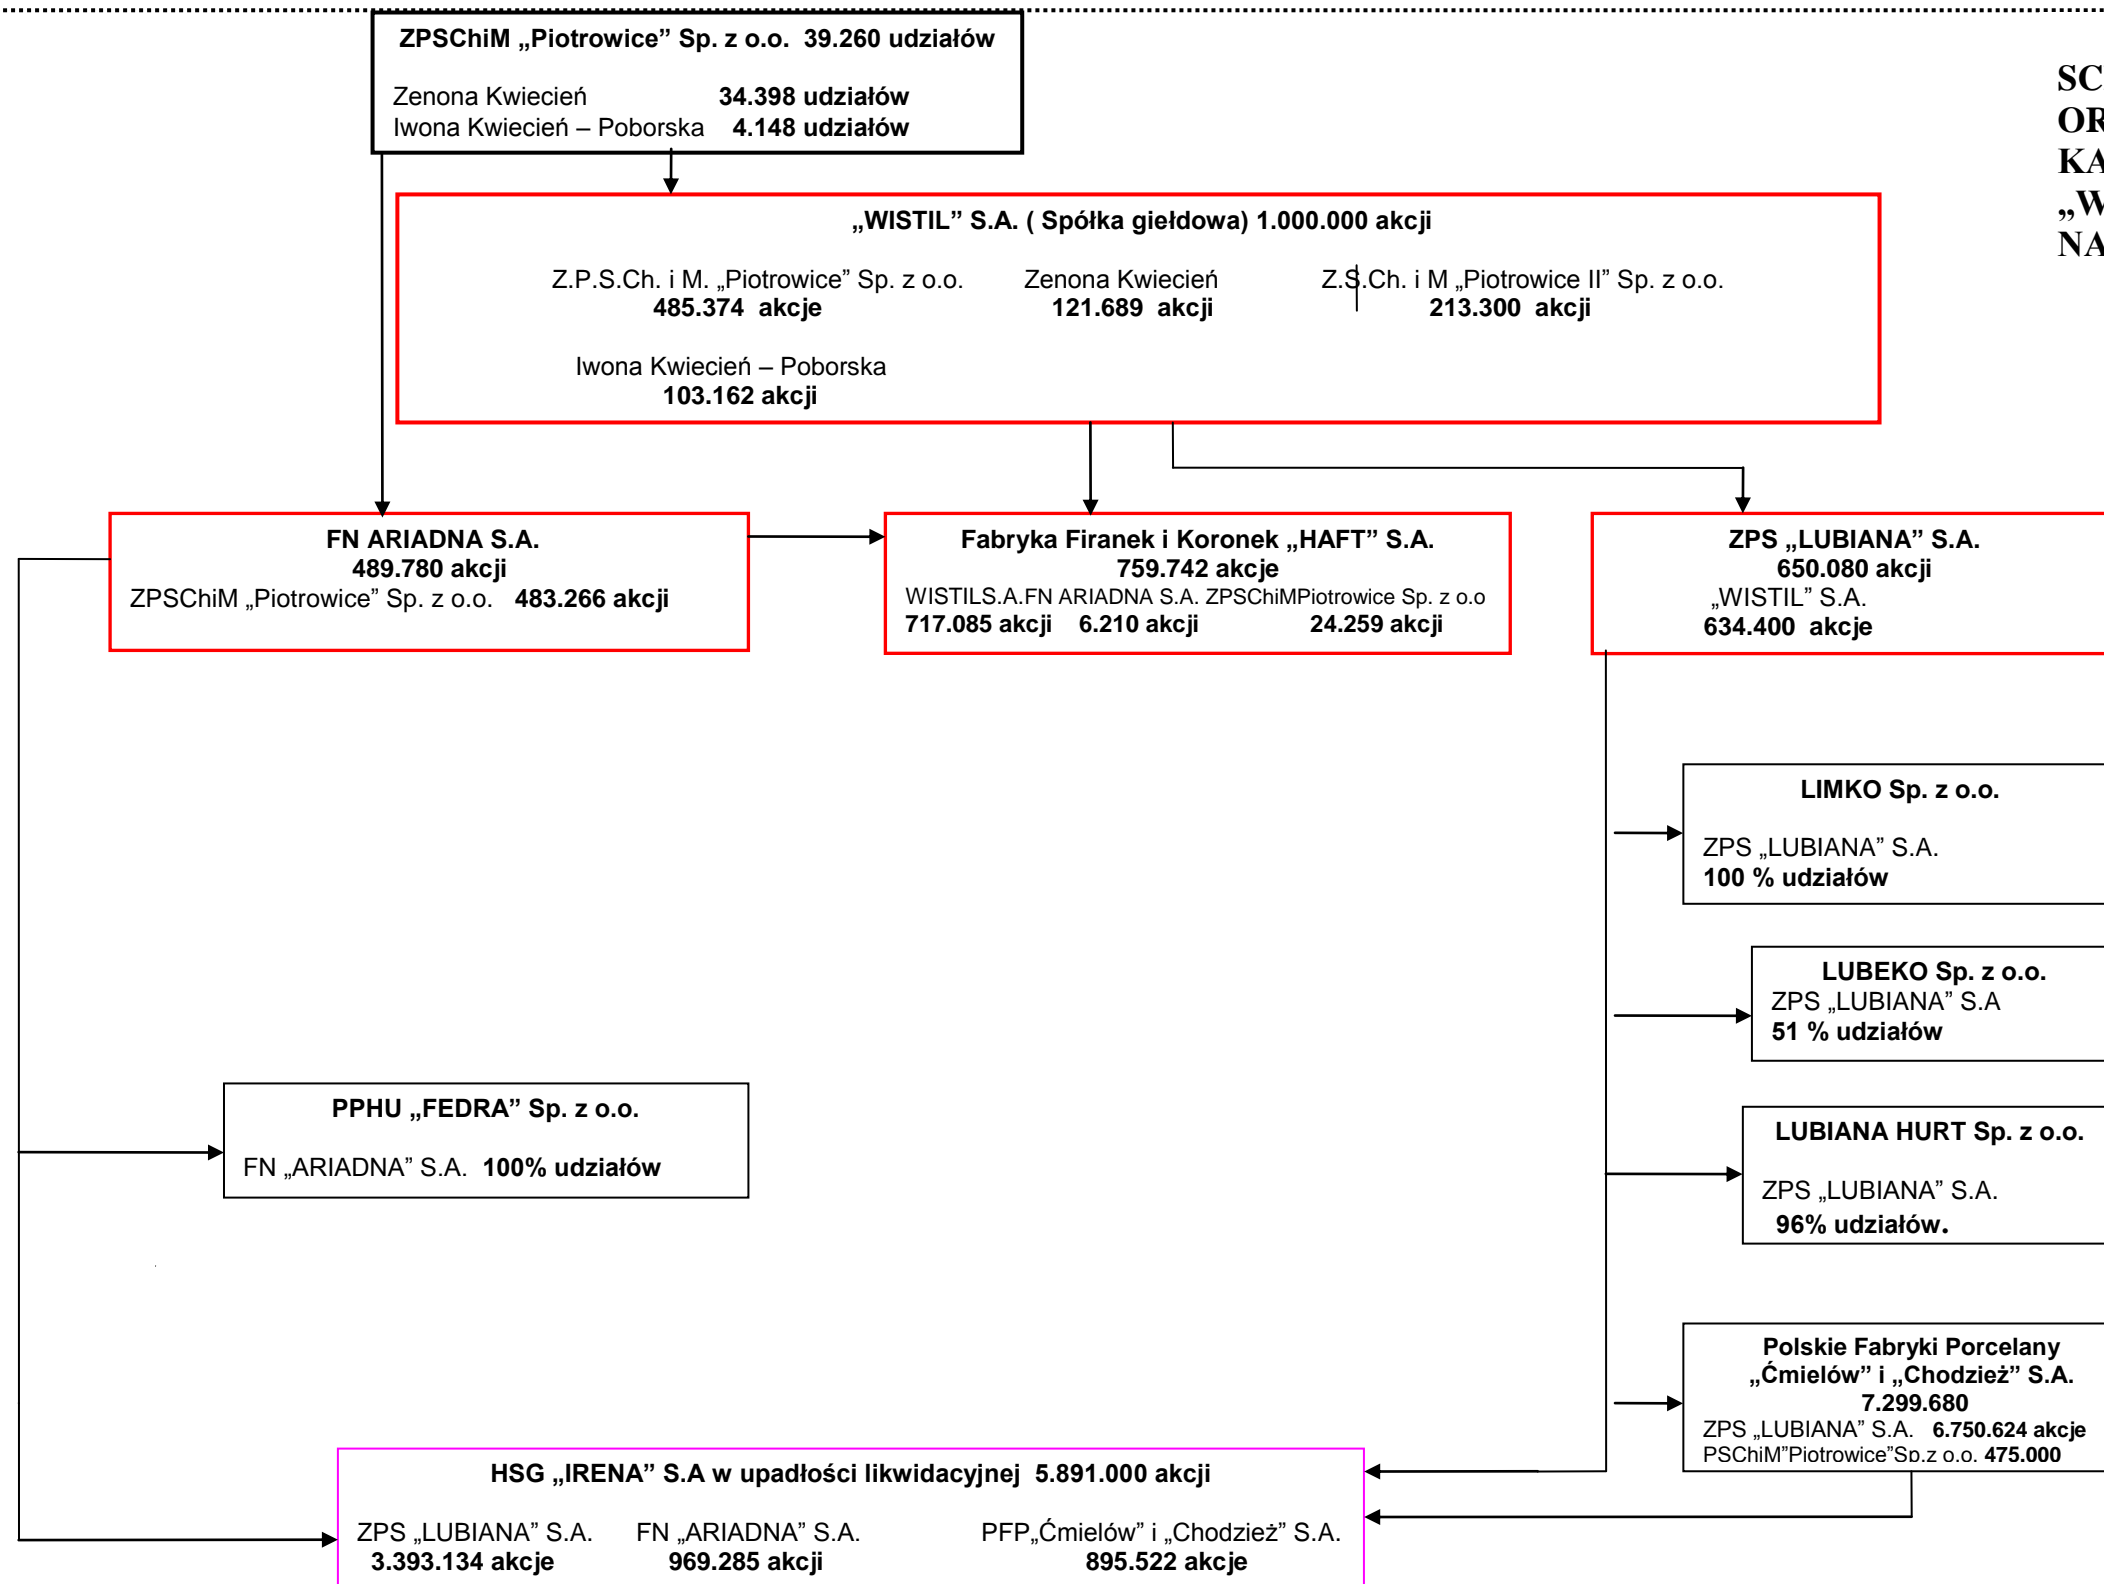 ZPSChiM „Piotrowice” Sp. z o.o. 39.260 udziałów
Zenona Kwiecień 34.398 udziałów
Iwona Kwiecień – Poborska 4.148 udziałów
SC
OR
KA
„W
NA
„WISTIL” S.A. ( Spółka giełdowa) 1.000.000 akcji
Z.P.S.Ch. i M. „Piotrowice” Sp. z o.o. Zenona Kwiecień Z.S.Ch. i M „Piotrowice II” Sp. z o.o.
485.374 akcje 121.689 akcji 213.300 akcji
Iwona Kwiecień – Poborska
103.162 akcji
FN ARIADNA S.A.
489.780 akcji
ZPSChiM „Piotrowice” Sp. z o.o. 483.266 akcji
Fabryka Firanek i Koronek „HAFT” S.A.
759.742 akcje
WISTILS.A.FN ARIADNA S.A. ZPSChiMPiotrowice Sp. z o.o
717.085 akcji 6.210 akcji 24.259 akcji
ZPS „LUBIANA” S.A.
650.080 akcji
„WISTIL” S.A.
634.400 akcje
LIMKO Sp. z o.o.
ZPS „LUBIANA” S.A.
100 % udziałów
LUBEKO Sp. z o.o.
ZPS „LUBIANA” S.A
51 % udziałów
PPHU „FEDRA” Sp. z o.o.
FN „ARIADNA” S.A. 100% udziałów
LUBIANA HURT Sp. z o.o.
ZPS „LUBIANA” S.A.
96% udziałów.
Polskie Fabryki Porcelany
„Ćmielów” i „Chodzież” S.A.
7.299.680
ZPS „LUBIANA” S.A. 6.750.624 akcje
PSChiM”Piotrowice”Sp.z o.o. 475.000
HSG „IRENA” S.A w upadłości likwidacyjnej 5.891.000 akcji
ZPS „LUBIANA” S.A. FN „ARIADNA” S.A. PFP„Ćmielów” i „Chodzież” S.A.
3.393.134 akcje 969.285 akcji 895.522 akcje